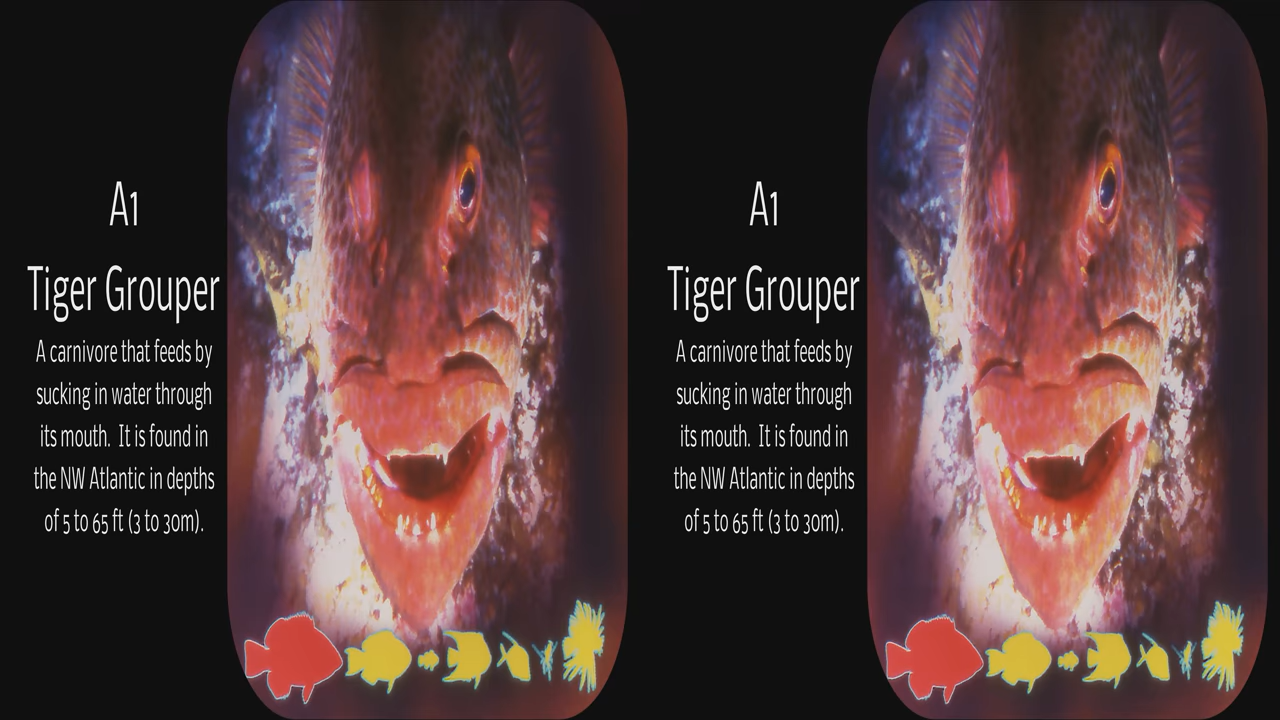 A1
Tiger Grouper
A carnivore that feeds by
sucking in water through
its mouth. It is found in
the NW Atlantic in depths
of 5 to 65 ft (3 to 30m).
A1
Tiger Grouper
A carnivore that feeds by
sucking in water through
its mouth. It is found in
the NW Atlantic in depths
of 5 to 65 ft (3 to 30m).